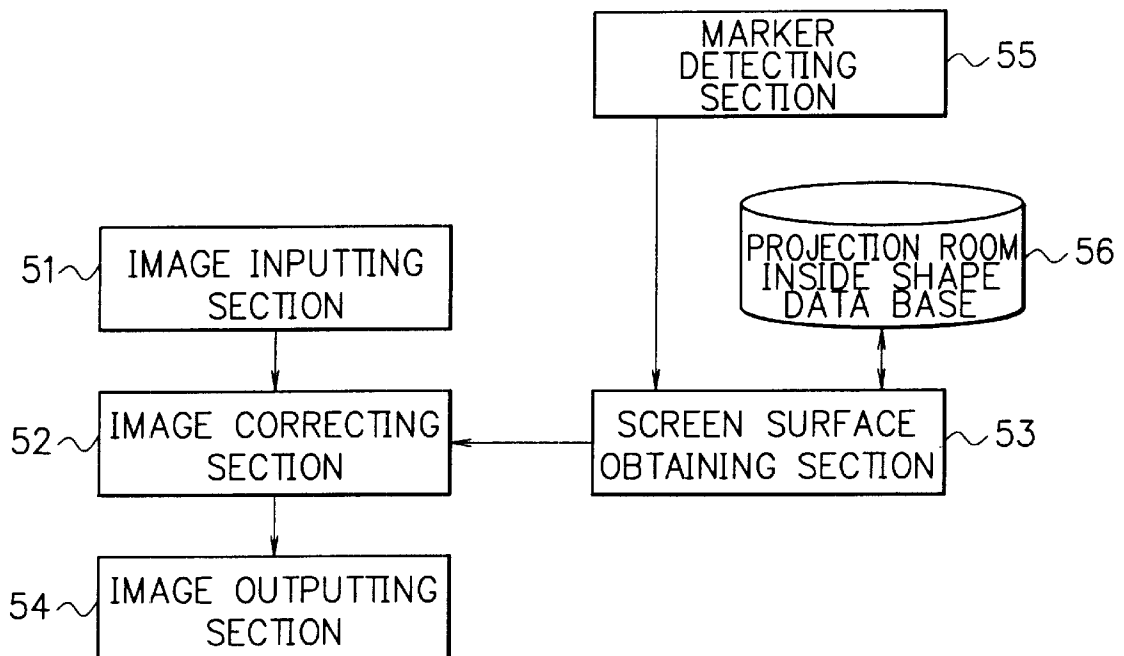 MARKER
DETECTING
SECTION
55
PROJECTION ROOM
INSIDE SHAPE
DATA BASE
56
51
IMAGE INPUTTING
SECTION
52
IMAGE CORRECTING
SECTION
SCREEN SURFACE
OBTAINING SECTION
53
54
IMAGE OUTPUTTING
SECTION